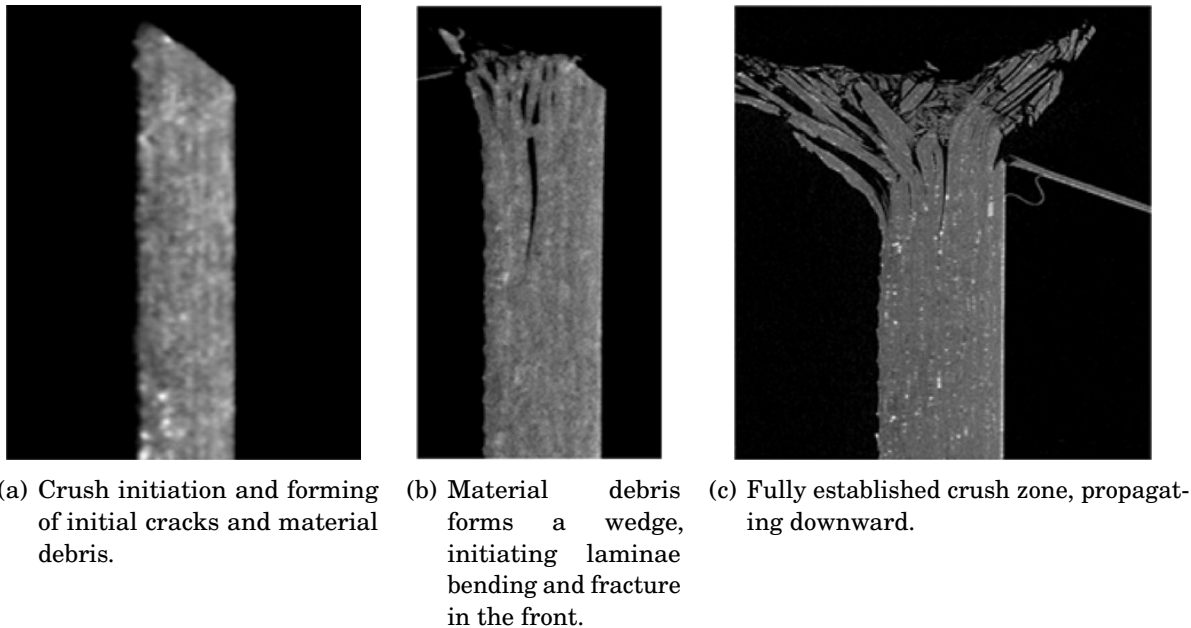 (a) Crush initiation and forming
of initial cracks and material
debris.
(b) Material debris
forms a wedge,
initiating laminae
bending and fracture
in the front.
(c) Fully established crush zone, propagat-
ing downward.